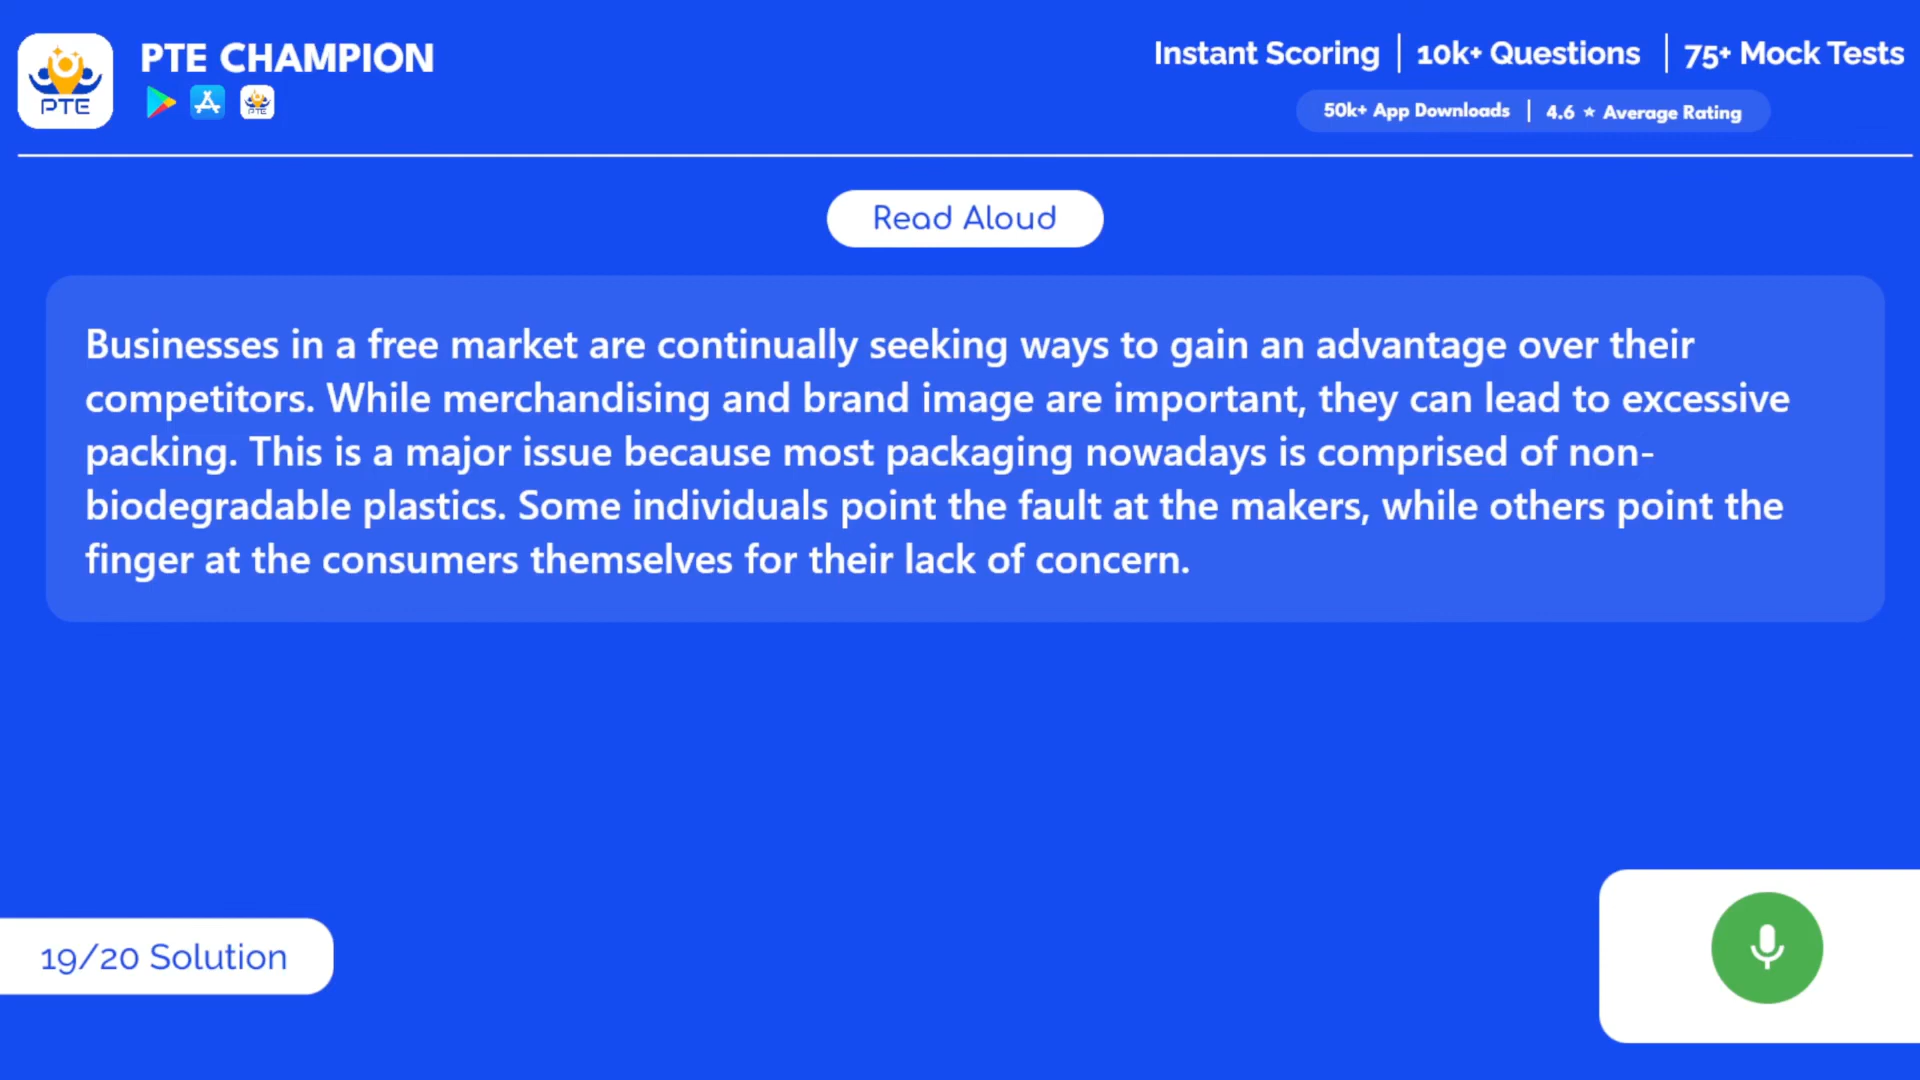 PTE CHAMPION
PTE
PTE
Instant Scoring | 10k+ Questions | 75+ Mock Tests
50k+ App Downloads | 4.6 ★ Average Rating
Read Aloud
Businesses in a free market are continually seeking ways to gain an advantage over their
competitors. While merchandising and brand image are important, they can lead to excessive
packing. This is a major issue because most packaging nowadays is comprised of non-
biodegradable plastics. Some individuals point the fault at the makers, while others point the
finger at the consumers themselves for their lack of concern.
19/20 Solution